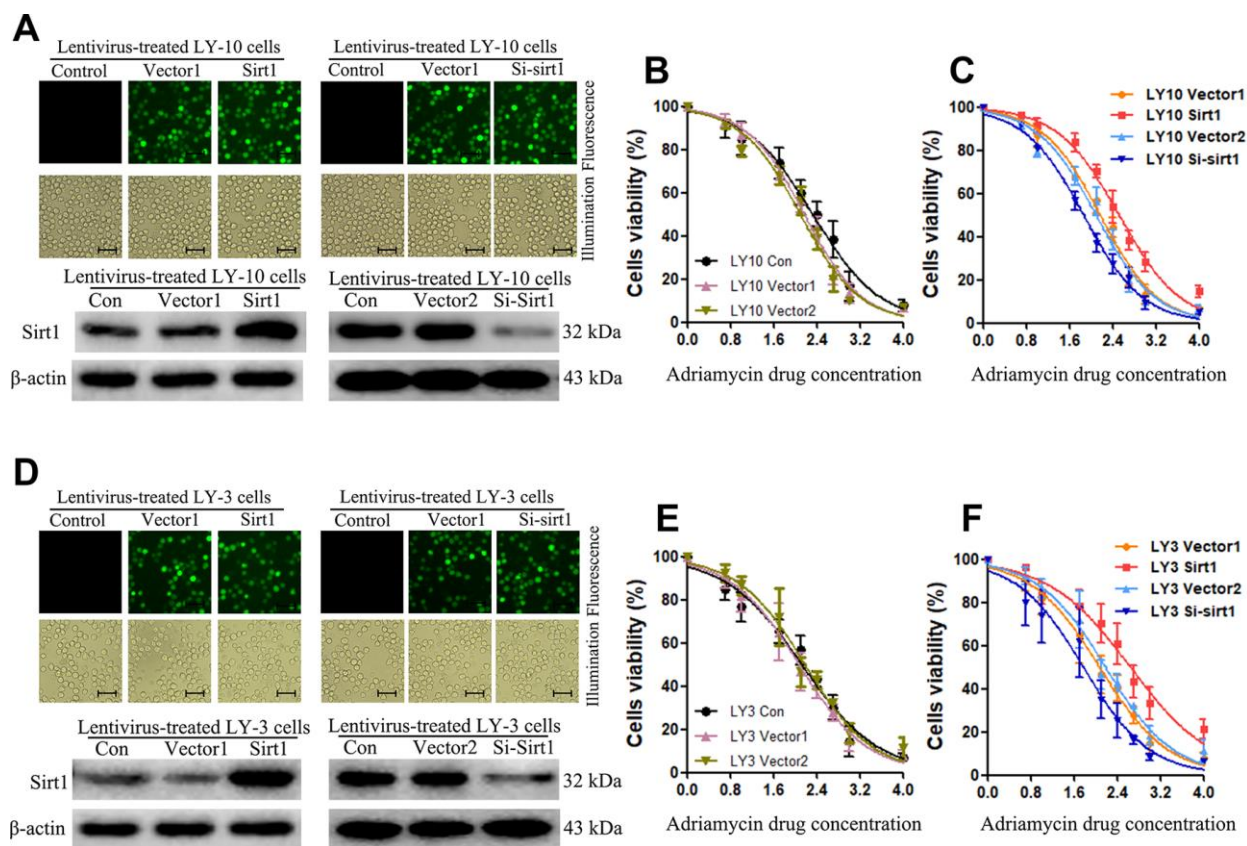 A
Lentivirus-treated LY-10 cells
Control Vector1 Sirt1
Lentivirus-treated LY-10 cells
Control Vector1 Si-sirt1
Fluorescence
Illumination
Lentivirus-treated LY-10 cells
Con Vector1 Sirt1
Lentivirus-treated LY-10 cells
Con Vector2 Si-Sirt1
Sirt1
32 kDa
β-actin
43 kDa
B
Cells viability (%)
100
80
60
40
20
0
LY10 Con
LY10 Vector1
LY10 Vector2
0.0 0.8 1.6 2.4 3.2 4.0
Adriamycin drug concentration
C
Cells viability (%)
100
80
60
40
20
0
LY10 Vector1
LY10 Sirt1
LY10 Vector2
LY10 Si-sirt1
0.0 0.8 1.6 2.4 3.2 4.0
Adriamycin drug concentration
D
Lentivirus-treated LY-3 cells
Control Vector1 Sirt1
Lentivirus-treated LY-3 cells
Control Vector1 Si-sirt1
Fluorescence
Illumination
Lentivirus-treated LY-3 cells
Con Vector1 Sirt1
Lentivirus-treated LY-3 cells
Con Vector2 Si-Sirt1
Sirt1
32 kDa
β-actin
43 kDa
E
Cells viability (%)
100
80
60
40
20
0
LY3 Con
LY3 Vector1
LY3 Vector2
0.0 0.8 1.6 2.4 3.2 4.0
Adriamycin drug concentration
F
Cells viability (%)
100
80
60
40
20
0
LY3 Vector1
LY3 Sirt1
LY3 Vector2
LY3 Si-sirt1
0.0 0.8 1.6 2.4 3.2 4.0
Adriamycin drug concentration